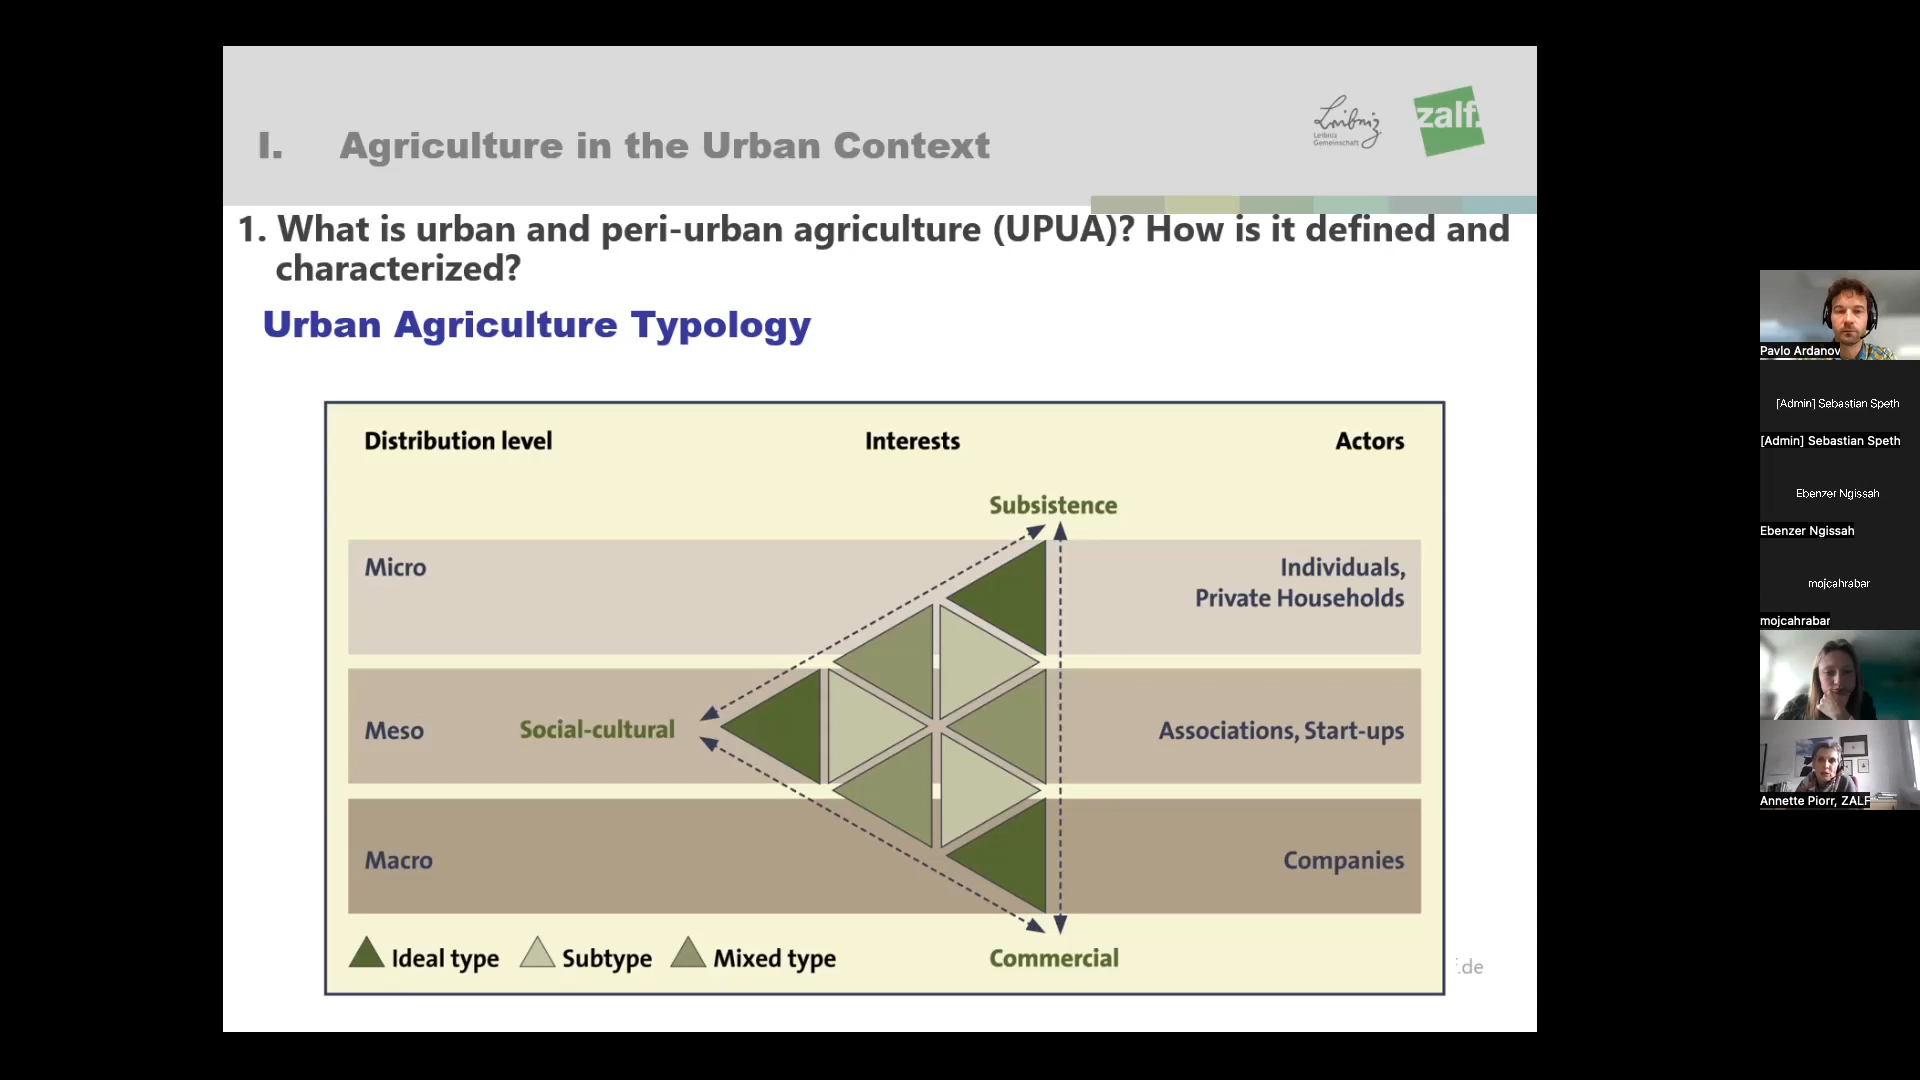 I. Agriculture in the Urban Context
Leibniz
Leibniz
Gemeinschaft
zalf.
1. What is urban and peri-urban agriculture (UPUA)? How is it defined and
characterized?
Urban Agriculture Typology
Distribution level
Interests
Actors
Subsistence
Micro
Individuals,
Private Households
Meso
Social-cultural
Associations, Start-ups
Macro
Companies
Ideal type
Subtype
Mixed type
Commercial
.de
Pavlo Ardanov
[Admin] Sebastian Speth
[Admin] Sebastian Speth
Ebenzer Ngissah
Ebenzer Ngissah
mojcahrabar
mojcahrabar
Annette Piorr, ZALF